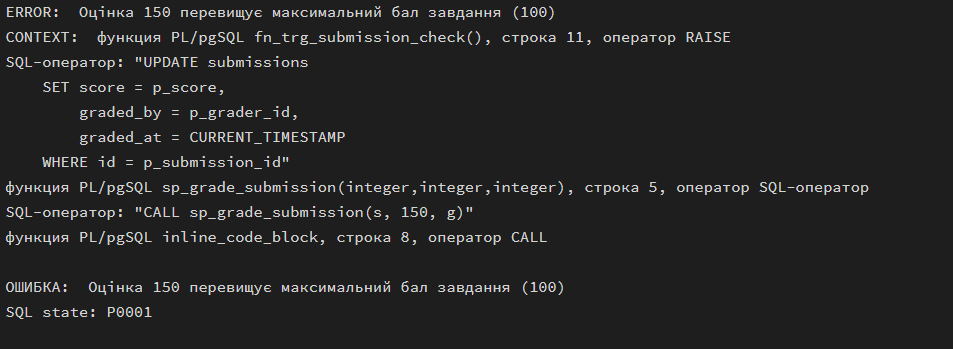 ERROR:  Оцінка 150 перевищує максимальний бал завдання (100)
CONTEXT:  функция PL/pgSQL fn_trg_submission_check(), строка 11, оператор RAISE
SQL-оператор: "UPDATE submissions
    SET score = p_score,
        graded_by = p_grader_id,
        graded_at = CURRENT_TIMESTAMP
    WHERE id = p_submission_id"
функция PL/pgSQL sp_grade_submission(integer,integer,integer), строка 5, оператор SQL-оператор
SQL-оператор: "CALL sp_grade_submission(s, 150, g)"
функция PL/pgSQL inline_code_block, строка 8, оператор CALL
ОШИБКА:  Оцінка 150 перевищує максимальний бал завдання (100)
SQL state: P0001